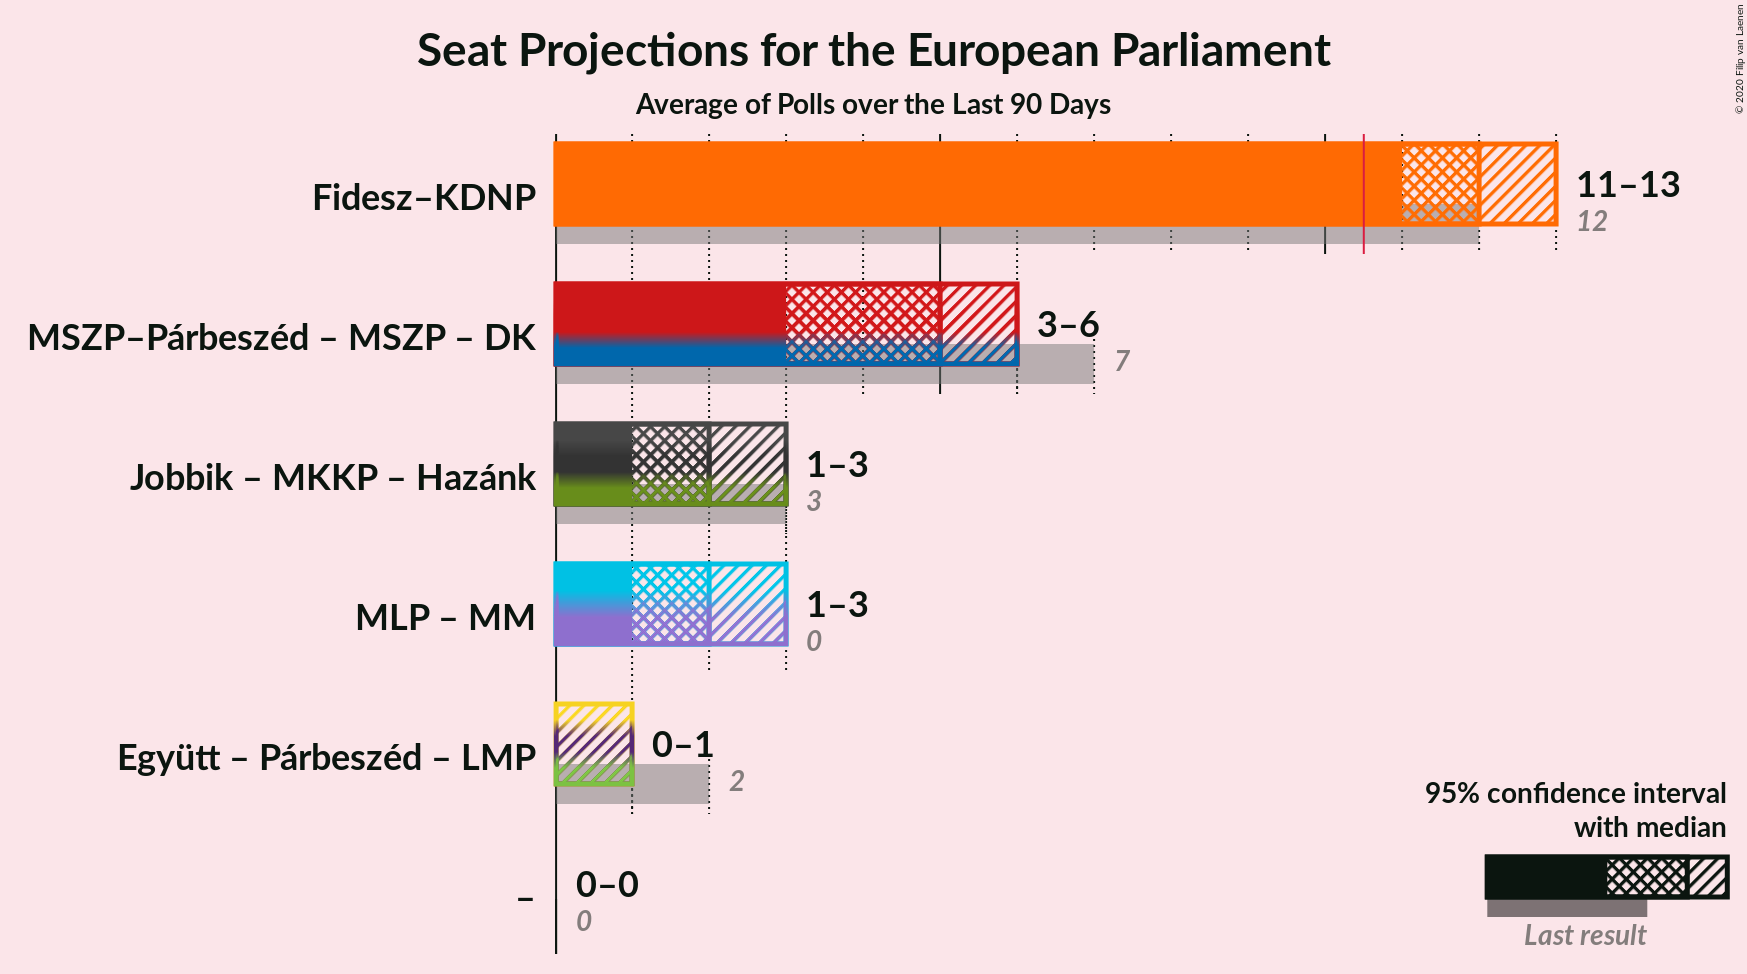 Seat Projections for the European Parliament
Average of Polls over the Last 90 Days
© 2020 Filip van Laenen
Fidesz–KDNP
11–13
12
MSZP–Párbeszéd – MSZP – DK
3–6
7
Jobbik – MKKP – Hazánk
1–3
3
MLP – MM
1–3
0
Együtt – Párbeszéd – LMP
0–1
2
–
0–0
0
95% confidence interval
with median
Last result